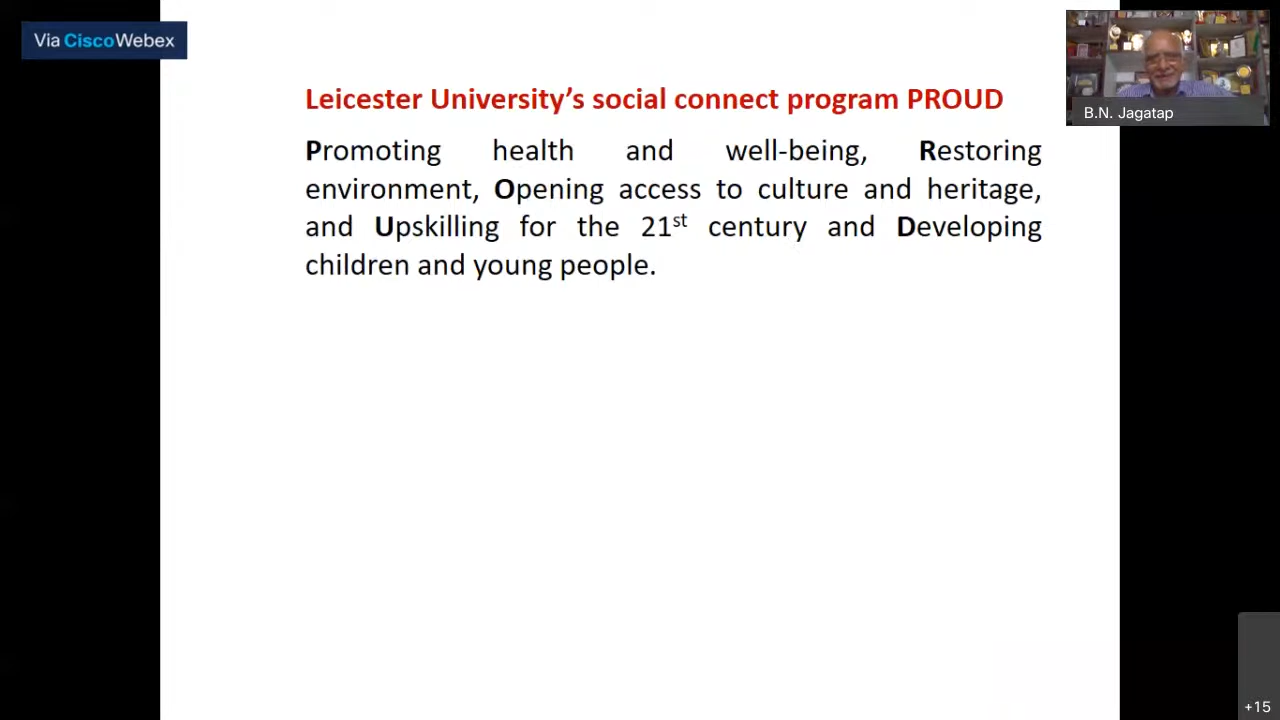 Via CiscoWebex
B.N. Jagatap
Leicester University’s social connect program PROUD
Promoting health and well-being, Restoring
environment, Opening access to culture and heritage,
and Upskilling for the 21st century and Developing
children and young people.
+15